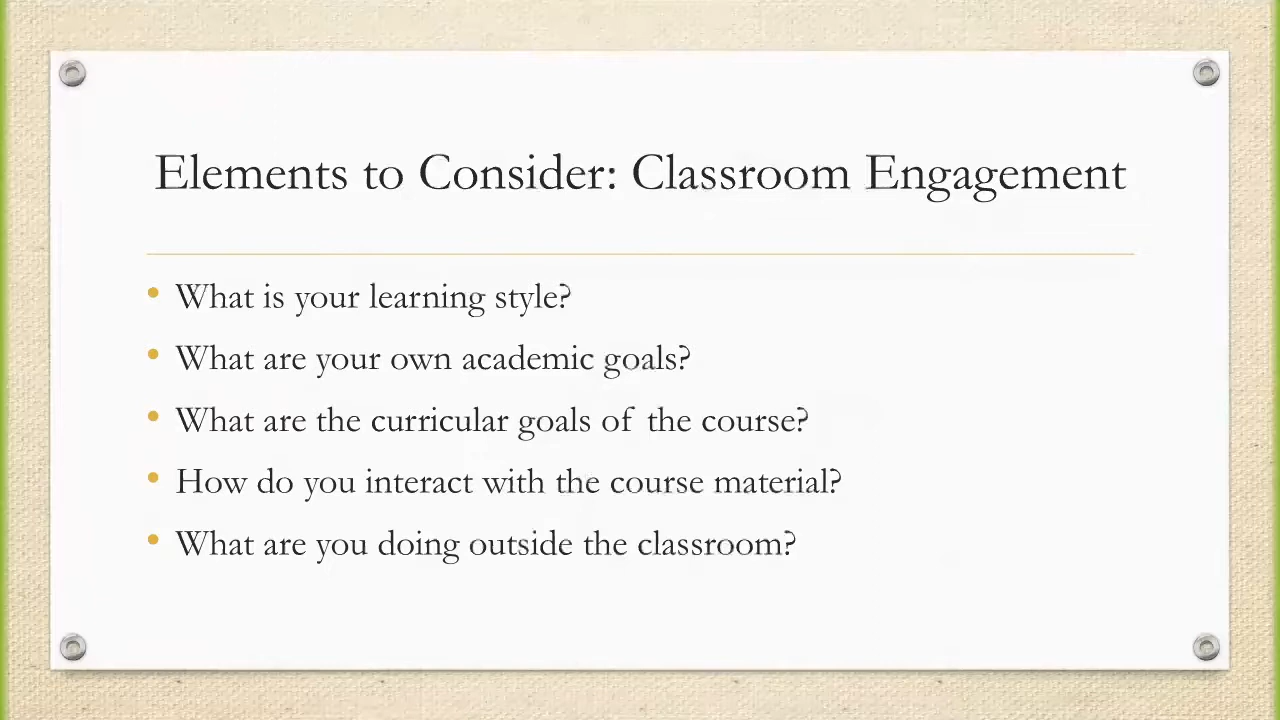 Elements to Consider: Classroom Engagement
• What is your learning style?
• What are your own academic goals?
• What are the curricular goals of the course?
• How do you interact with the course material?
• What are you doing outside the classroom?